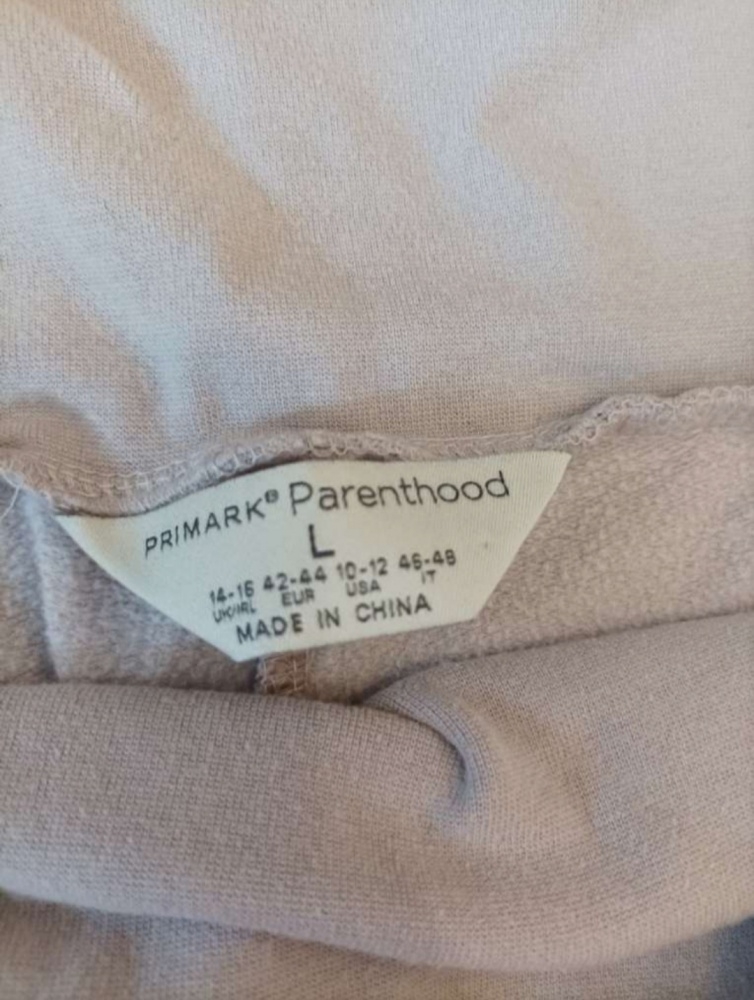 PRIMARK® Parenthood
L
14-16 42-44 10-12 46-48
UK/IRL EUR USA IT
MADE IN CHINA